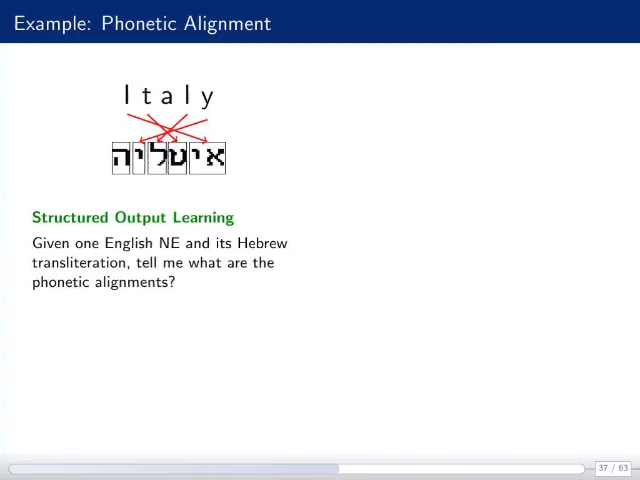 Example: Phonetic Alignment
I t a l y
איטליה
Structured Output Learning
Given one English NE and its Hebrew
transliteration, tell me what are the
phonetic alignments?
37 / 63